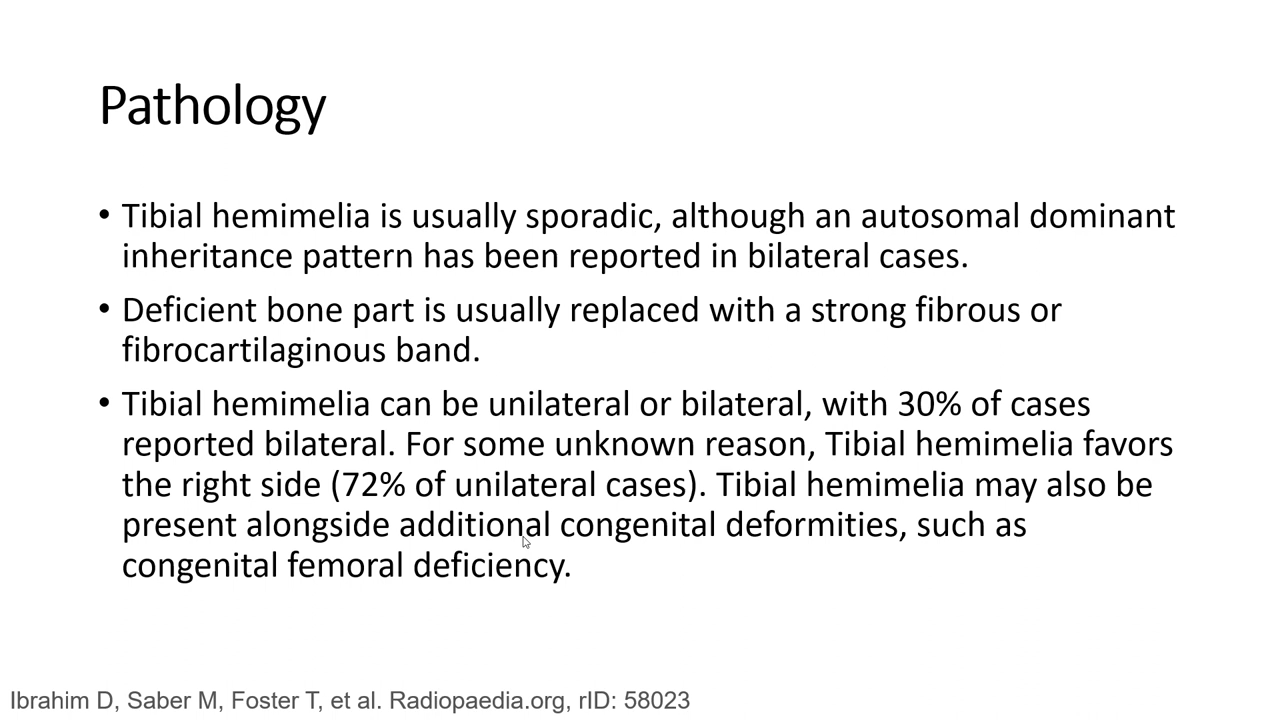 Pathology
• Tibial hemimelia is usually sporadic, although an autosomal dominant
inheritance pattern has been reported in bilateral cases.
• Deficient bone part is usually replaced with a strong fibrous or
fibrocartilaginous band.
• Tibial hemimelia can be unilateral or bilateral, with 30% of cases
reported bilateral. For some unknown reason, Tibial hemimelia favors
the right side (72% of unilateral cases). Tibial hemimelia may also be
present alongside additional congenital deformities, such as
congenital femoral deficiency.
Ibrahim D, Saber M, Foster T, et al. Radiopaedia.org, rID: 58023